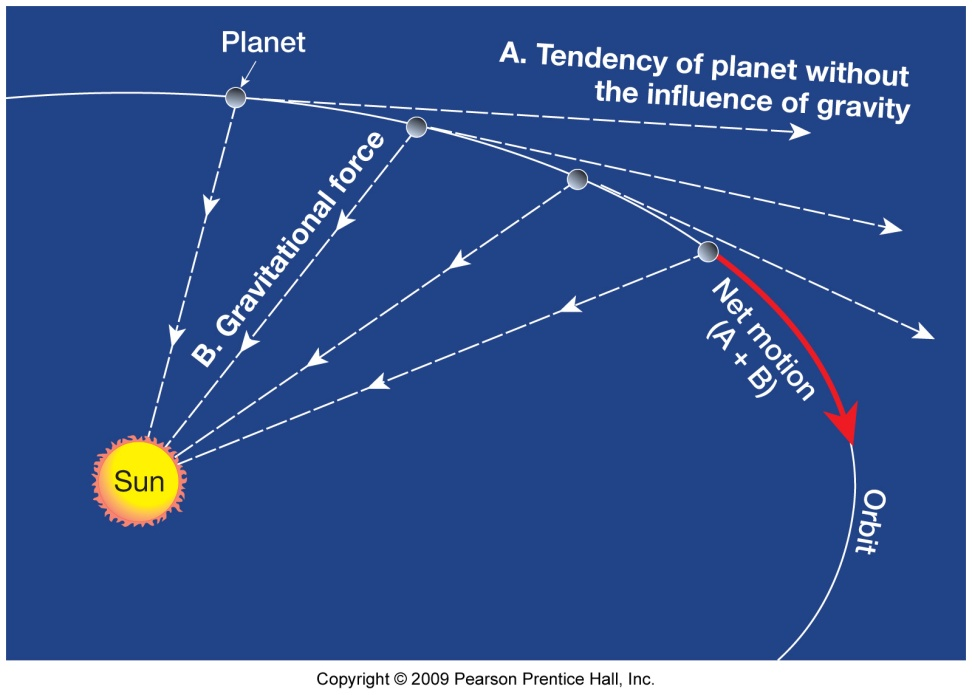 Planet
A. Tendency of planet without
the influence of gravity
B. Gravitational force
Net motion
(A + B)
Sun
Orbit
Copyright © 2009 Pearson Prentice Hall, Inc.